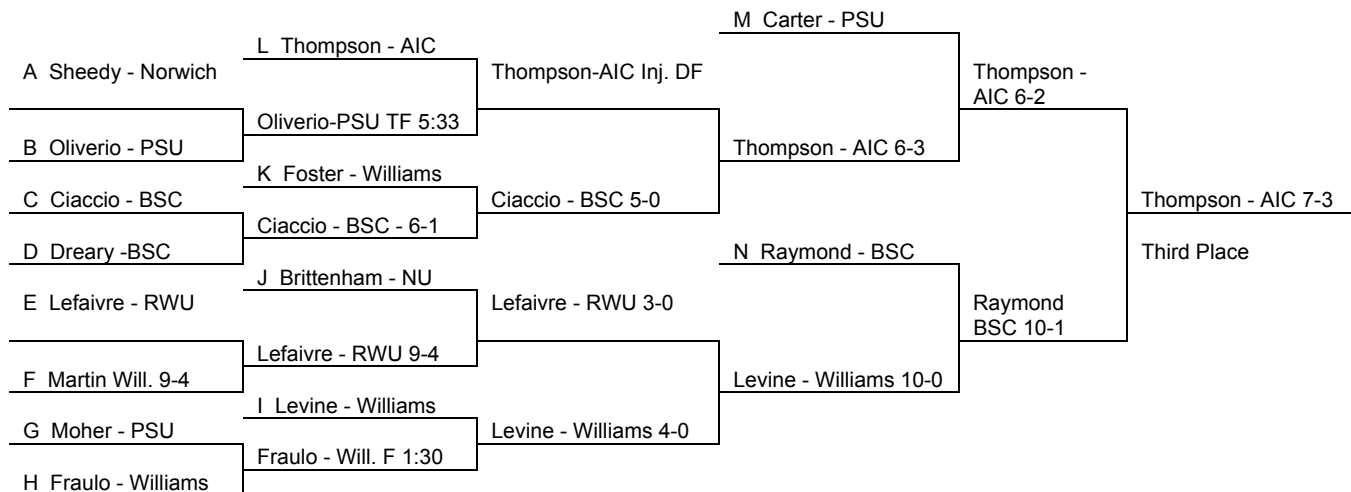 M Carter - PSU
L Thompson - AIC
A Sheedy - Norwich
Thompson-AIC Inj. DF
Thompson -
AIC 6-2
Oliverio-PSU TF 5:33
B Oliverio - PSU
Thompson - AIC 6-3
K Foster - Williams
C Ciaccio - BSC
Ciaccio - BSC 5-0
Thompson - AIC 7-3
Ciaccio - BSC - 6-1
D Dreary -BSC
N Raymond - BSC
Third Place
J Brittenham - NU
E Lefaivre - RWU
Lefaivre - RWU 3-0
Raymond
BSC 10-1
Lefaivre - RWU 9-4
F Martin Will. 9-4
Levine - Williams 10-0
I Levine - Williams
G Moher - PSU
Levine - Williams 4-0
Fraulo - Will. F 1:30
H Fraulo - Williams